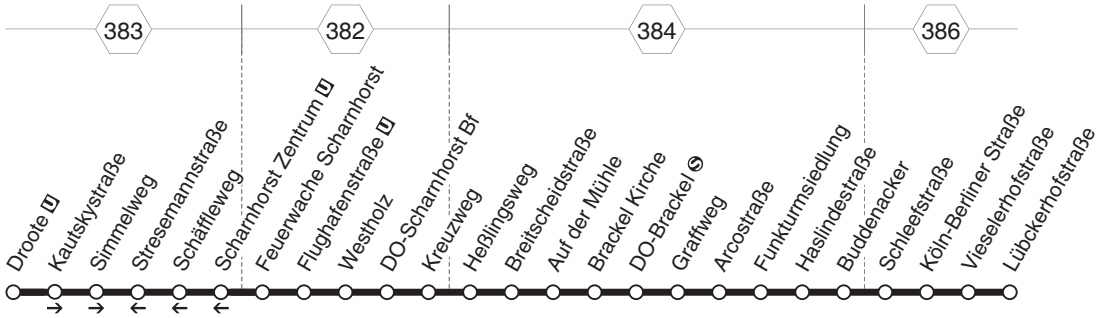 383
382
384
386
Droote U
Kautskystraße
Simmelweg
Stresemannstraße
Schäffleweg
Scharnhorst Zentrum U
Feuerwache Scharnhorst
Flughafenstraße U
Westholz
DO-Scharnhorst Bf
Kreuzweg
Heßlingsweg
Breitscheidstraße
Auf der Mühle
Brackel Kirche
DO-Brackel S
Graffweg
Arcostraße
Funkturmsiedlung
Haslindestraße
Buddenacker
Schleefstraße
Köln-Berliner Straße
Vieselerhofstraße
Lübckerhofstraße